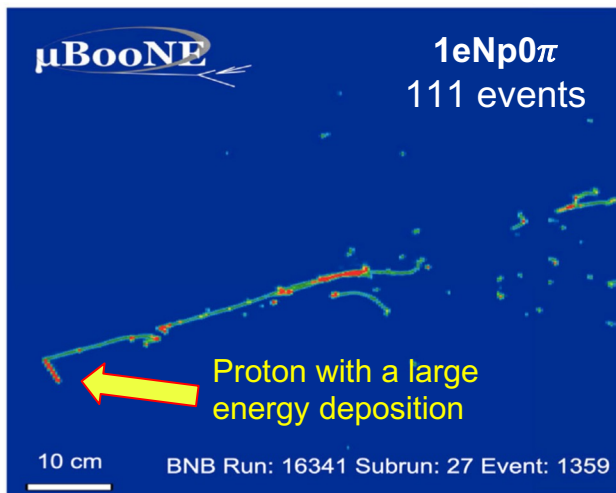 μBooNE
1eNp0π
111 events
Proton with a large
energy deposition
10 cm
BNB Run: 16341 Subrun: 27 Event: 1359